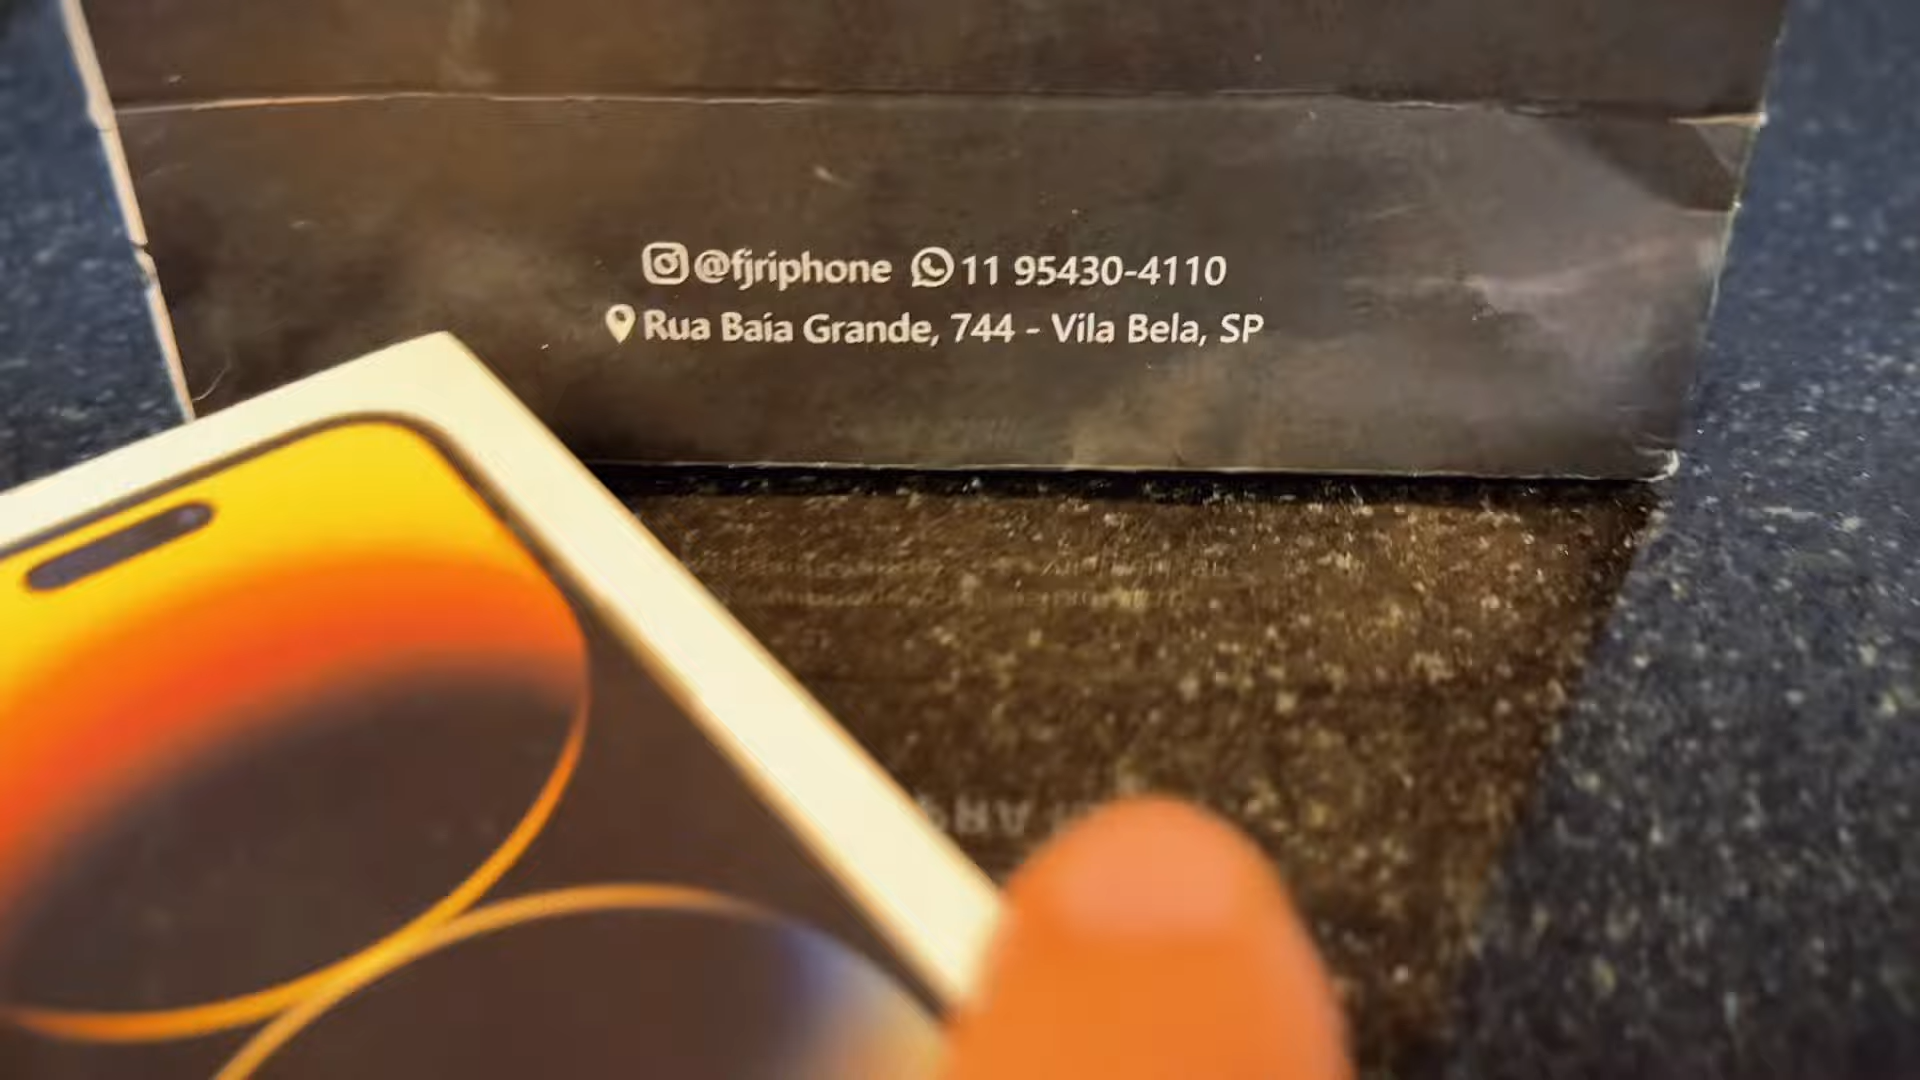 @fjriphone 11 95430-4110
Rua Baía Grande, 744 - Vila Bela, SP